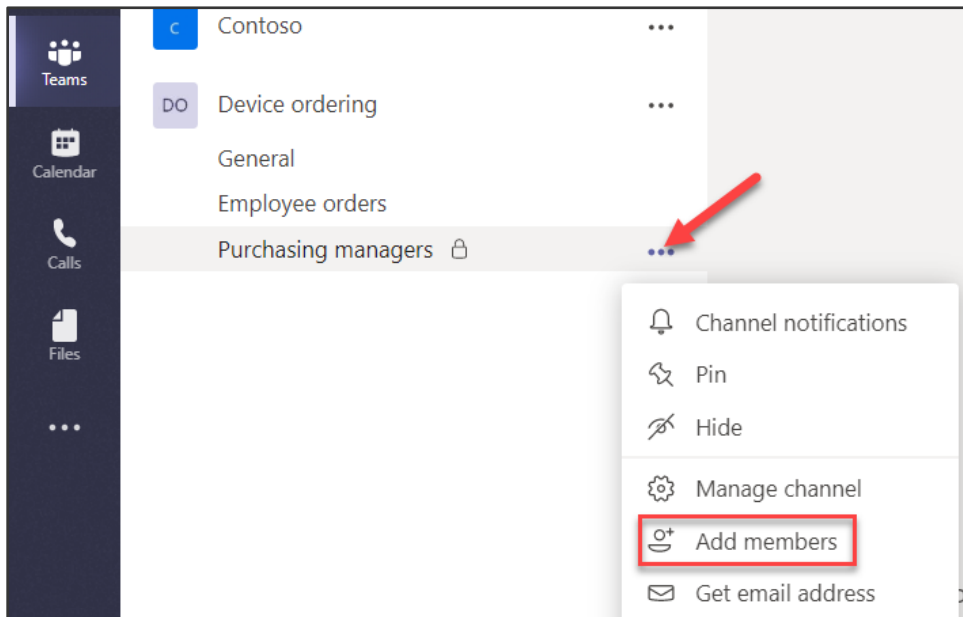 Teams
Calendar
Calls
Files
C Contoso
DO Device ordering
General
Employee orders
Purchasing managers
Channel notifications
Pin
Hide
Manage channel
Add members
Get email address